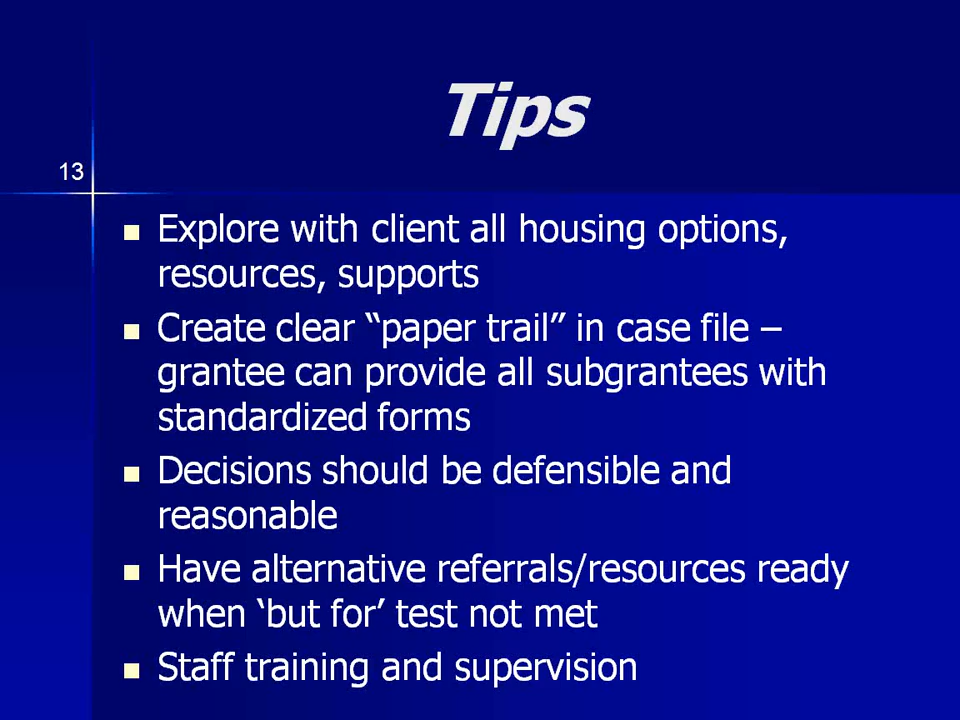 Tips
13
Explore with client all housing options,
resources, supports
Create clear “paper trail” in case file –
grantee can provide all subgrantees with
standardized forms
Decisions should be defensible and
reasonable
Have alternative referrals/resources ready
when ‘but for’ test not met
Staff training and supervision